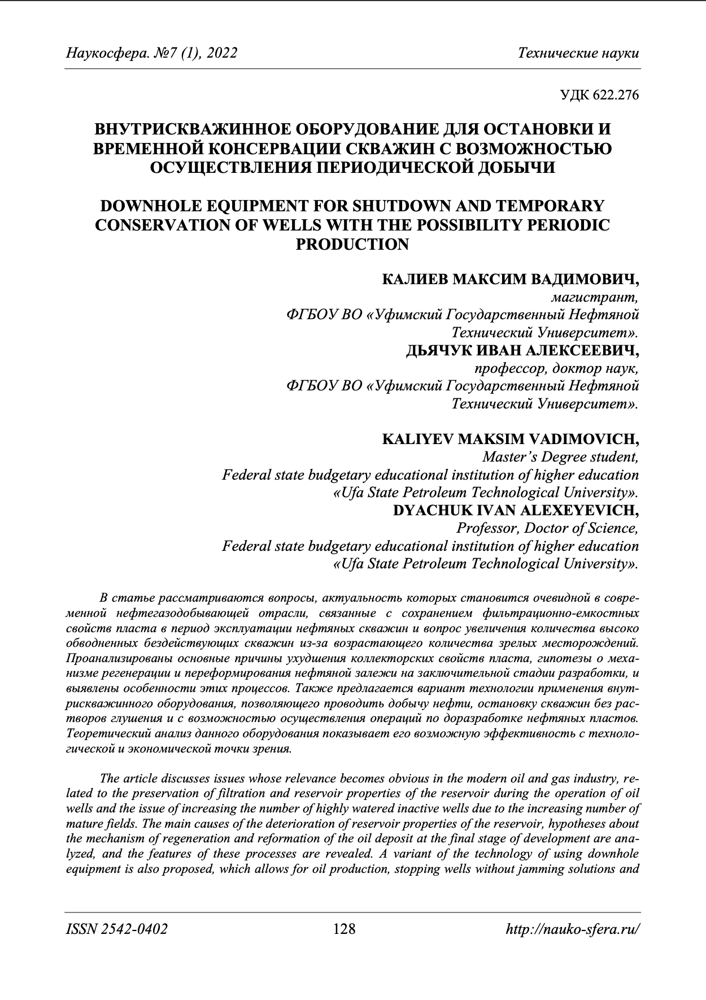 Наукосфера. №7 (1), 2022
Технические науки
УДК 622.276
ВНУТРИСКВАЖИННОЕ ОБОРУДОВАНИЕ ДЛЯ ОСТАНОВКИ И
ВРЕМЕННОЙ КОНСЕРВАЦИИ СКВАЖИН С ВОЗМОЖНОСТЬЮ
ОСУЩЕСТВЛЕНИЯ ПЕРИОДИЧЕСКОЙ ДОБЫЧИ
DOWNHOLE EQUIPMENT FOR SHUTDOWN AND TEMPORARY
CONSERVATION OF WELLS WITH THE POSSIBILITY PERIODIC
PRODUCTION
КАЛИЕВ МАКСИМ ВАДИМОВИЧ,
магистрант,
ФГБОУ ВО «Уфимский Государственный Нефтяной
Технический Университет».
ДЬЯЧУК ИВАН АЛЕКСЕЕВИЧ,
профессор, доктор наук,
ФГБОУ ВО «Уфимский Государственный Нефтяной
Технический Университет».
KALIYEV MAKSIM VADIMOVICH,
Master’s Degree student,
Federal state budgetary educational institution of higher education
«Ufa State Petroleum Technological University».
DYACHUK IVAN ALEXEYEVICH,
Professor, Doctor of Science,
Federal state budgetary educational institution of higher education
«Ufa State Petroleum Technological University».
В статье рассматриваются вопросы, актуальность которых становится очевидной в совре-
менной нефтегазодобывающей отрасли, связанные с сохранением фильтрационно-емкостных
свойств пласта в период эксплуатации нефтяных скважин и вопрос увеличения количества высоко
обводненных бездействующих скважин из-за возрастающего количества зрелых месторождений.
Проанализированы основные причины ухудшения коллекторских свойств пласта, гипотезы о меха-
низме регенерации и переформирования нефтяной залежи на заключительной стадии разработки, и
выявлены особенности этих процессов. Также предлагается вариант технологии применения внут-
рискважинного оборудования, позволяющего проводить добычу нефти, остановку скважин без рас-
творов глушения и с возможностью осуществления операций по доразработке нефтяных пластов.
Теоретический анализ данного оборудования показывает его возможную эффективность с техноло-
гической и экономической точки зрения.
The article discusses issues whose relevance becomes obvious in the modern oil and gas industry, re-
lated to the preservation of filtration and reservoir properties of the reservoir during the operation of oil
wells and the issue of increasing the number of highly watered inactive wells due to the increasing number of
mature fields. The main causes of the deterioration of reservoir properties of the reservoir, hypotheses about
the mechanism of regeneration and reformation of the oil deposit at the final stage of development are ana-
lyzed, and the features of these processes are revealed. A variant of the technology of using downhole
equipment is also proposed, which allows for oil production, stopping wells without jamming solutions and
ISSN 2542-0402
128
http://nauko-sfera.ru/